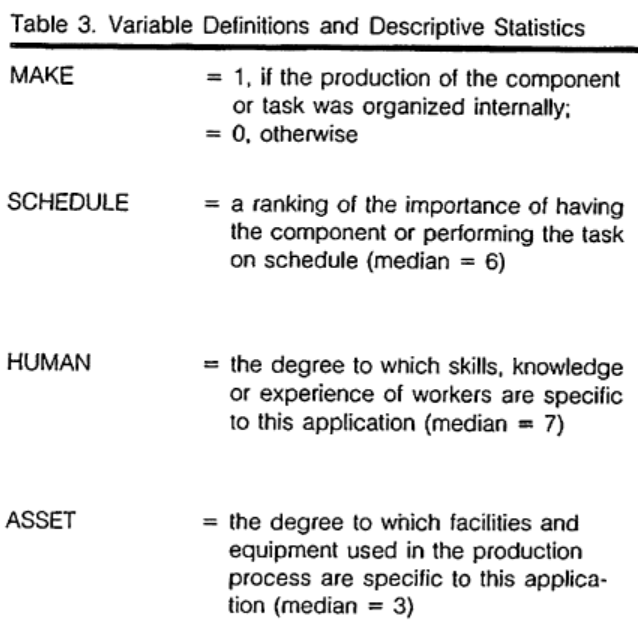 Table 3. Variable Definitions and Descriptive Statistics
MAKE = 1, if the production of the component
or task was organized internally;
= 0, otherwise
SCHEDULE = a ranking of the importance of having
the component or performing the task
on schedule (median = 6)
HUMAN = the degree to which skills, knowledge
or experience of workers are specific
to this application (median = 7)
ASSET = the degree to which facilities and
equipment used in the production
process are specific to this applica-
tion (median = 3)